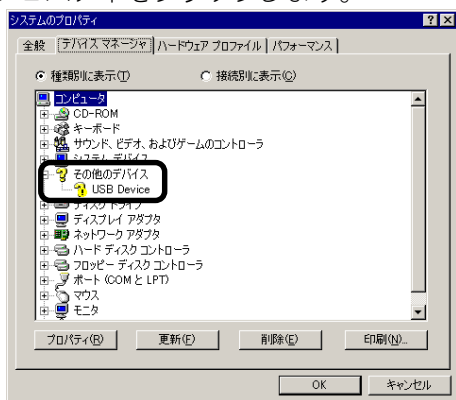 システムのプロパティ
全般 デバイス マネージャ ハードウェア プロファイル パフォーマンス
種類別に表示(T) 接続別に表示(C)
コンピュータ
CD-ROM
キーボード
サウンド、ビデオ、およびゲームのコントローラ
システム デバイス
その他のデバイス
USB Device
ディスク ドライブ
ディスプレイ アダプタ
ネットワーク アダプタ
ハード ディスク コントローラ
フロッピー ディスク コントローラ
ポート (COM と LPT)
マウス
モニタ
プロパティ(R) 更新(F) 削除(E) 印刷(N)...
OK キャンセル